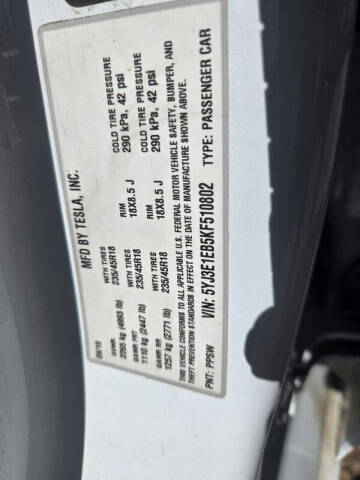 MFD BY TESLA, INC.
GVWR
2265 kg (4993 lb)
GAWR FRT
1110 kg (2447 lb)
WITH TIRES
235/45R18
RIM
18X8.5 J
COLD TIRE PRESSURE
290 kPa, 42 psi
GAWR RR
1257 kg (2771 lb)
WITH TIRES
235/45R18
RIM
18X8.5 J
COLD TIRE PRESSURE
290 kPa, 42 psi
THIS VEHICLE CONFORMS TO ALL APPLICABLE U.S. FEDERAL MOTOR VEHICLE SAFETY, BUMPER, AND
THEFT PREVENTION STANDARDS IN EFFECT ON THE DATE OF MANUFACTURE SHOWN ABOVE.
VIN: 5YJ3E1EB5KF510802 TYPE: PASSENGER CAR
PNT: PPSW